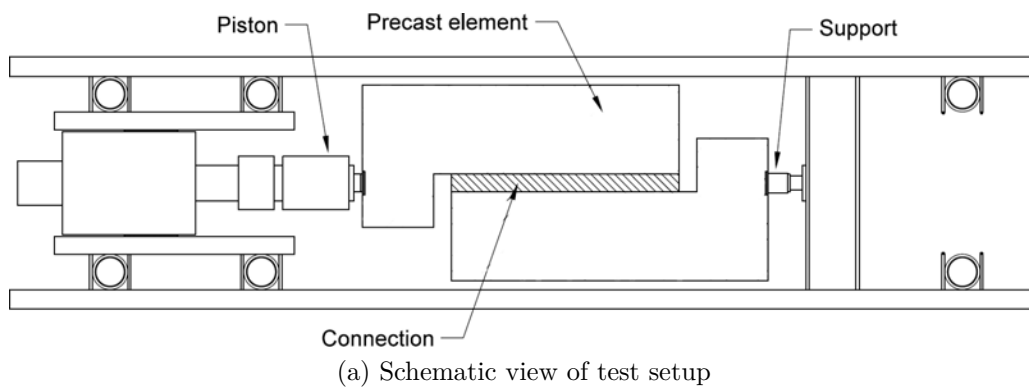 Piston
Precast element
Support
Connection
(a) Schematic view of test setup